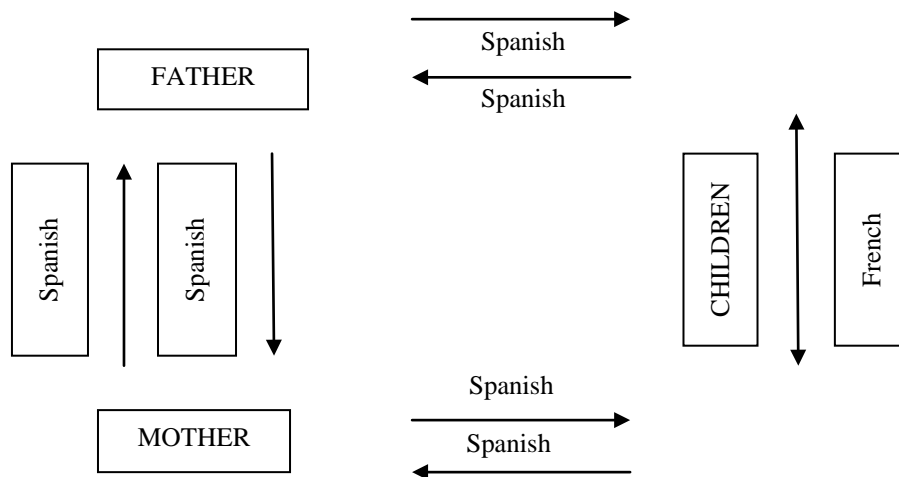 Spanish
FATHER
Spanish
Spanish
Spanish
CHILDREN
French
Spanish
MOTHER
Spanish